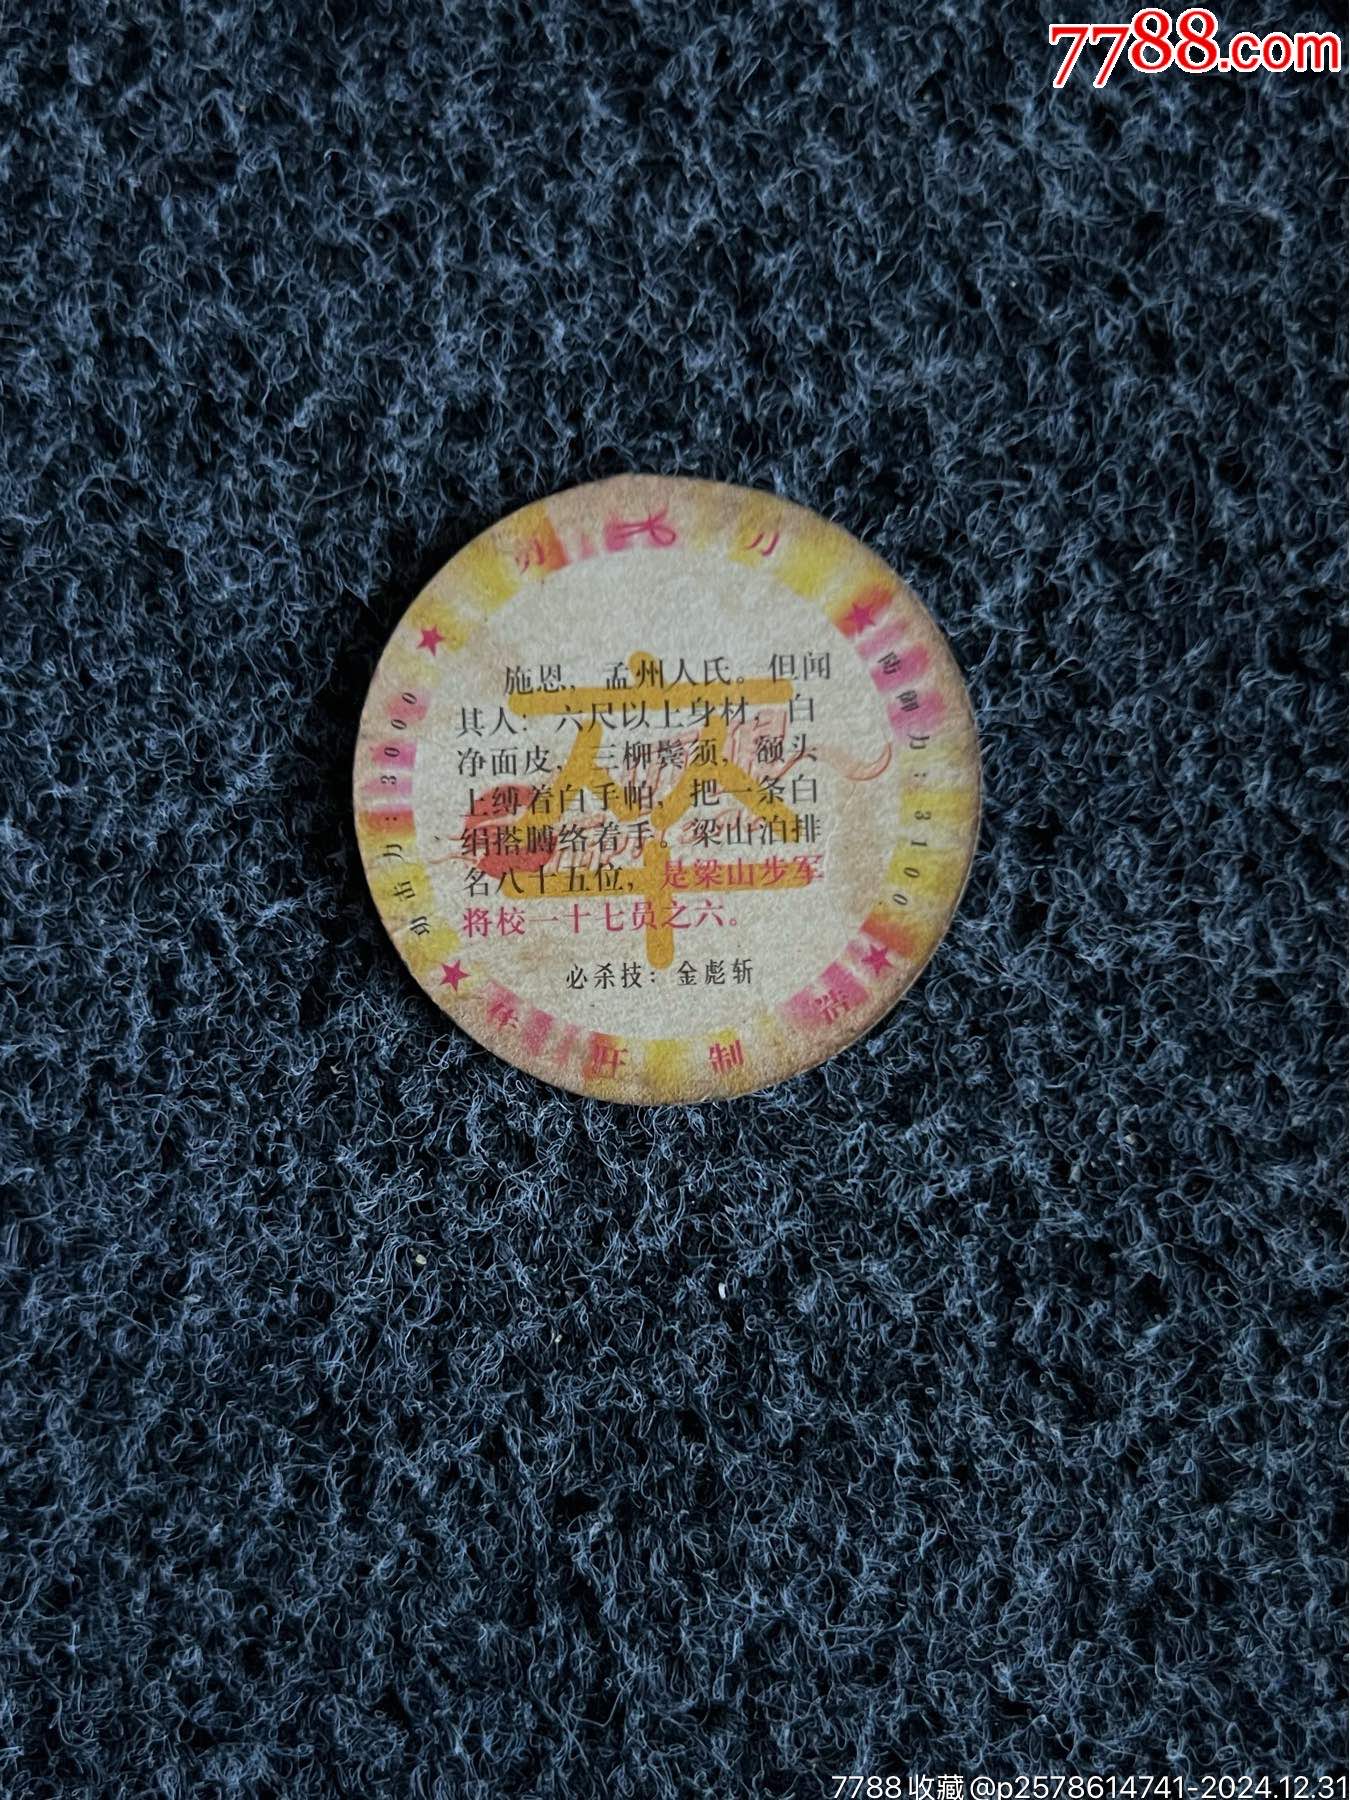 7788.com
施恩，孟州人氏。但闻
其人：六尺以上身材，白
净面皮，三柳鬓须，额头
上缚着白手帕，把一条白
绢搭膊络着手。梁山泊排
名八十五位，是梁山步军
将校一十七员之六。
必杀技：金彪斩
攻击力：3000
防御力：3100
制
7788收藏@p2578614741-2024.12.31